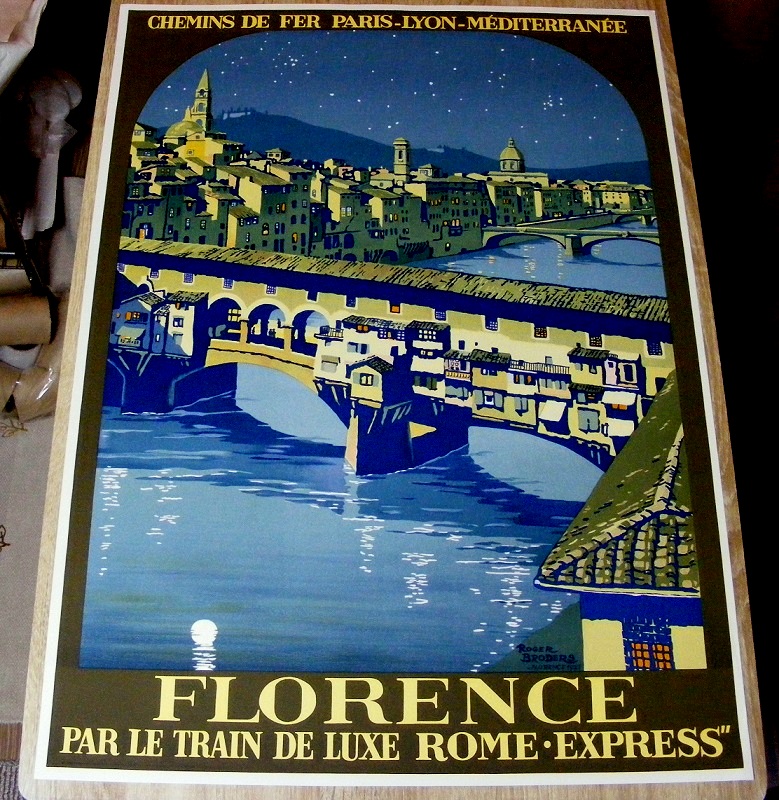 CHEMINS DE FER PARIS-LYON-MÉDITERRANÉE
ROGER
BRODERS
FLORENCE
PAR LE TRAIN DE LUXE ROME·EXPRESS"